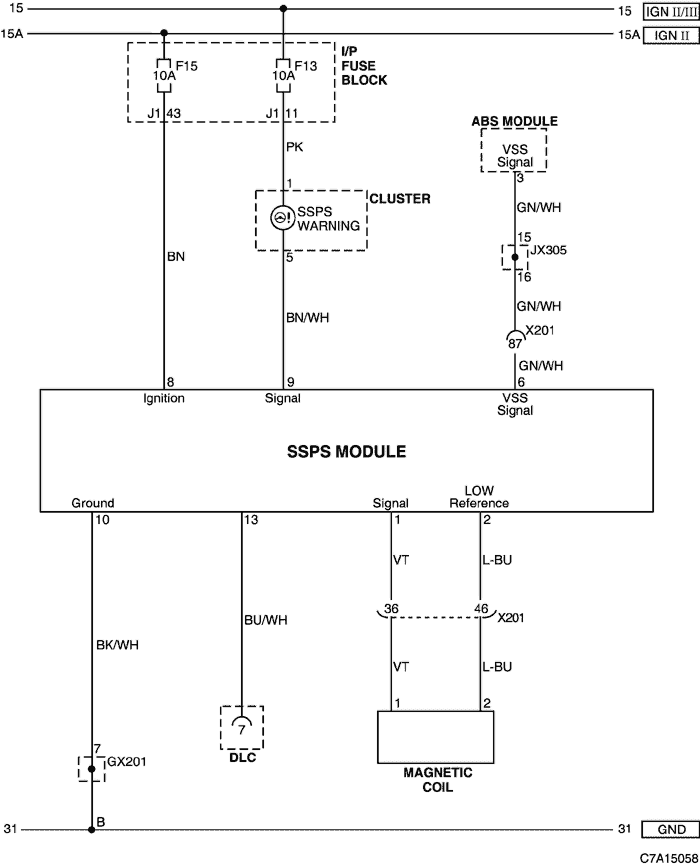 15 15 IGN II/III
15A 15A IGN II
I/P
FUSE
BLOCK
F15
10A
F13
10A
J1 43
J1 11
ABS MODULE
VSS
Signal
3
PK
1
CLUSTER
SSPS
WARNING
5
GN/WH
15
JX305
16
BN
BN/WH
GN/WH
X201
87
GN/WH
8 9 6
Ignition Signal VSS
Signal
SSPS MODULE
Ground Signal LOW
Reference
10 13 1 2
VT L-BU
36 46 X201
BK/WH BU/WH
VT L-BU
1 2
7
GX201
7
DLC
MAGNETIC
COIL
B
31 31 GND
C7A15058